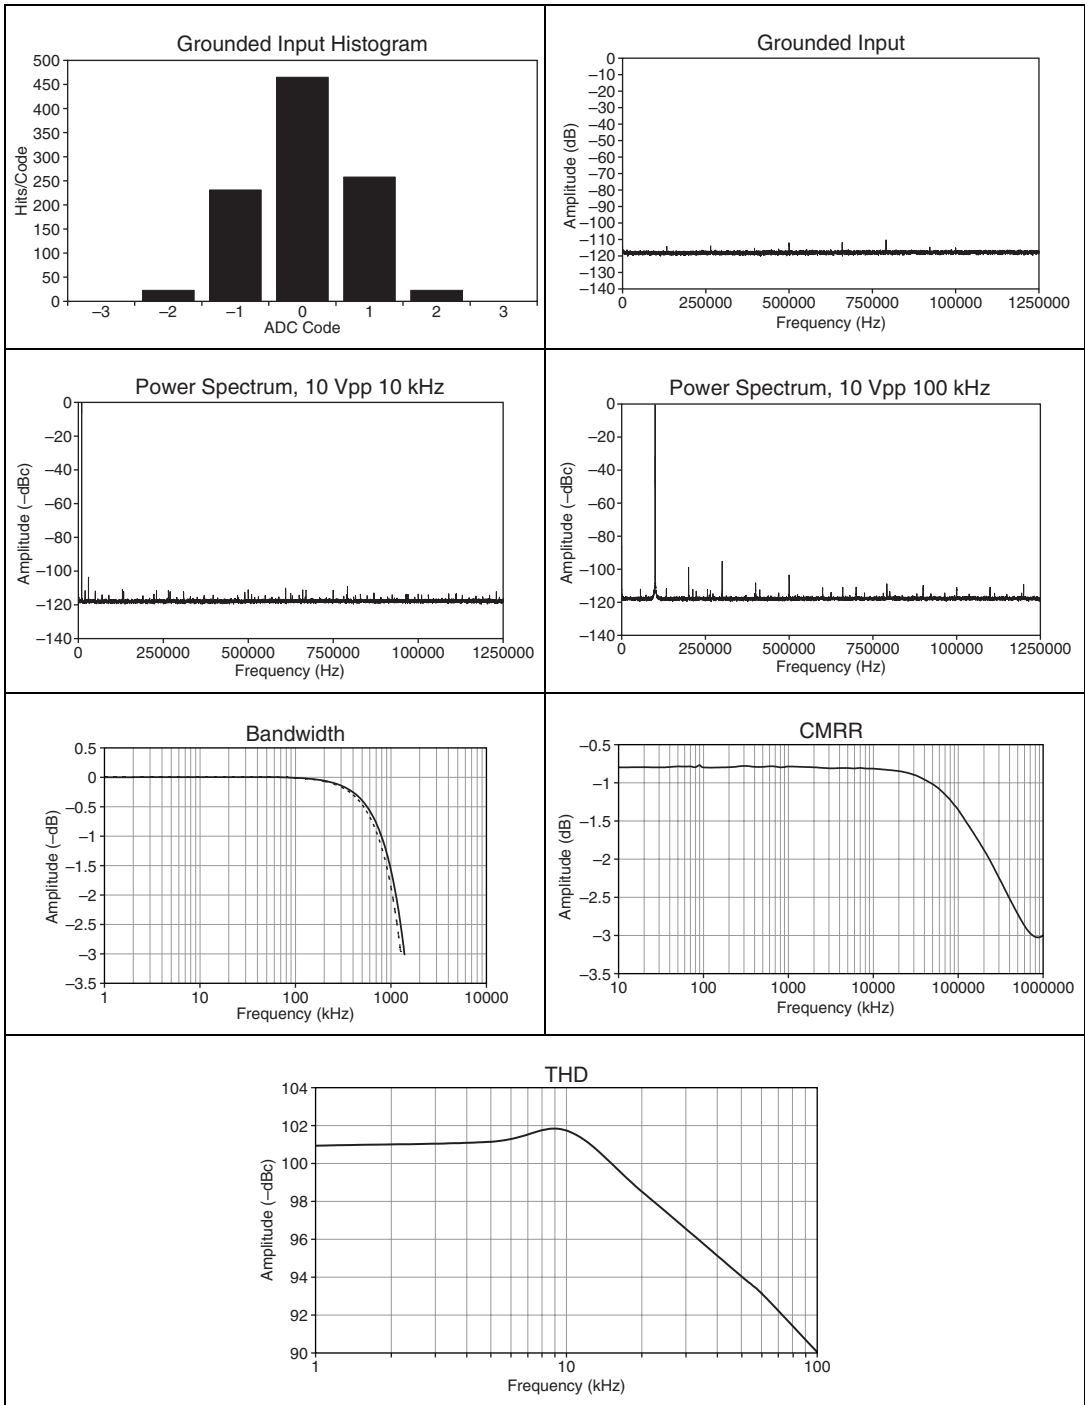 Grounded Input Histogram
500
450
400
350
300
250
200
150
100
50
0
Hits/Code
−3 −2 −1 0 1 2 3
ADC Code
Grounded Input
0
−10
−20
−30
−40
−50
−60
−70
−80
−90
−100
−110
−120
−130
−140
Amplitude (dB)
0 250000 500000 750000 100000 1250000
Frequency (Hz)
Power Spectrum, 10 Vpp 10 kHz
0
−20
−40
−60
−80
−100
−120
−140
Amplitude (−dBc)
0 250000 500000 750000 100000 1250000
Frequency (Hz)
Power Spectrum, 10 Vpp 100 kHz
0
−20
−40
−60
−80
−100
−120
−140
Amplitude (−dBc)
0 250000 500000 750000 100000 1250000
Frequency (Hz)
Bandwidth
0.5
0
−0.5
−1
−1.5
−2
−2.5
−3
−3.5
Amplitude (−dB)
1 10 100 1000 10000
Frequency (kHz)
CMRR
−0.5
−1
−1.5
−2
−2.5
−3
−3.5
Amplitude (dB)
10 100 1000 10000 100000 1000000
Frequency (kHz)
THD
104
102
100
98
96
94
92
90
Amplitude (−dBc)
1 10 100
Frequency (kHz)